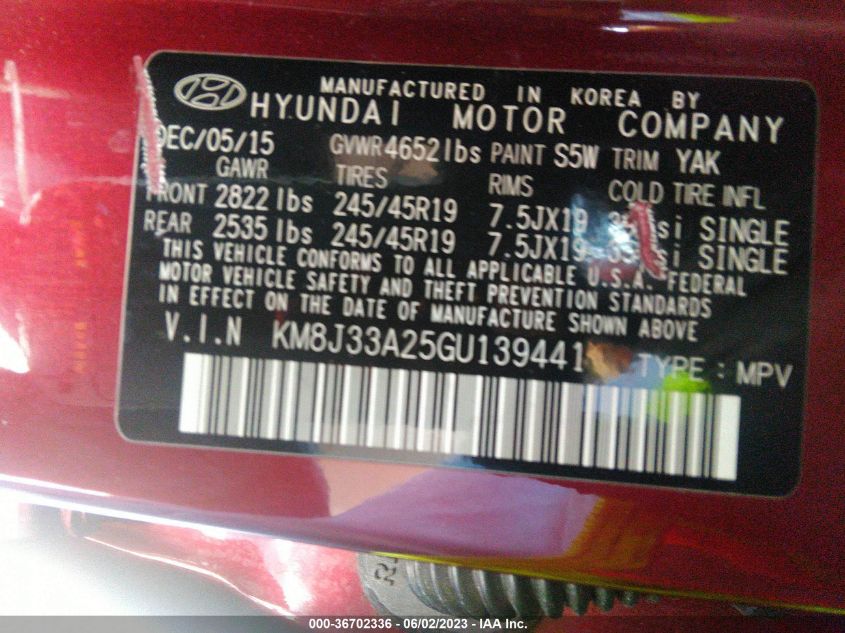 MANUFACTURED IN KOREA BY
HYUNDAI MOTOR COMPANY
DEC/05/15 GVWR 4652 lbs PAINT S5W TRIM YAK
GAWR TIRES RIMS COLD TIRE INFL
FRONT 2822 lbs 245/45R19 7.5JX19 SINGLE
REAR 2535 lbs 245/45R19 7.5JX19 SINGLE
THIS VEHICLE CONFORMS TO ALL APPLICABLE U.S.A. FEDERAL
MOTOR VEHICLE SAFETY AND THEFT PREVENTION STANDARDS
IN EFFECT ON THE DATE OF MANUFACTURE SHOWN ABOVE
V.I.N KM8J33A25GU139441 TYPE : MPV
000-36702336 - 06/02/2023 - IAA Inc.